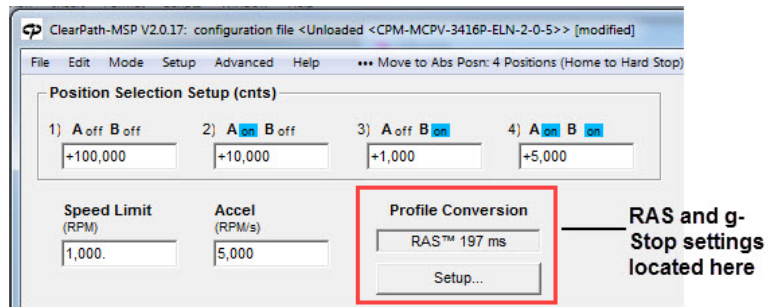 ClearPath-MSP V2.0.17: configuration file <Unloaded <CPM-MCPV-3416P-ELN-2-0-5>> [modified]
File Edit Mode Setup Advanced Help ••• Move to Abs Posn: 4 Positions (Home to Hard Stop)
Position Selection Setup (cnts)
1) A off B off 2) A on B off 3) A off B on 4) A on B on
+100,000 +10,000 +1,000 +5,000
Speed Limit Accel Profile Conversion
(RPM) (RPM/s)
1,000. 5,000 RAS™ 197 ms
Setup...
RAS and g-
Stop settings
located here